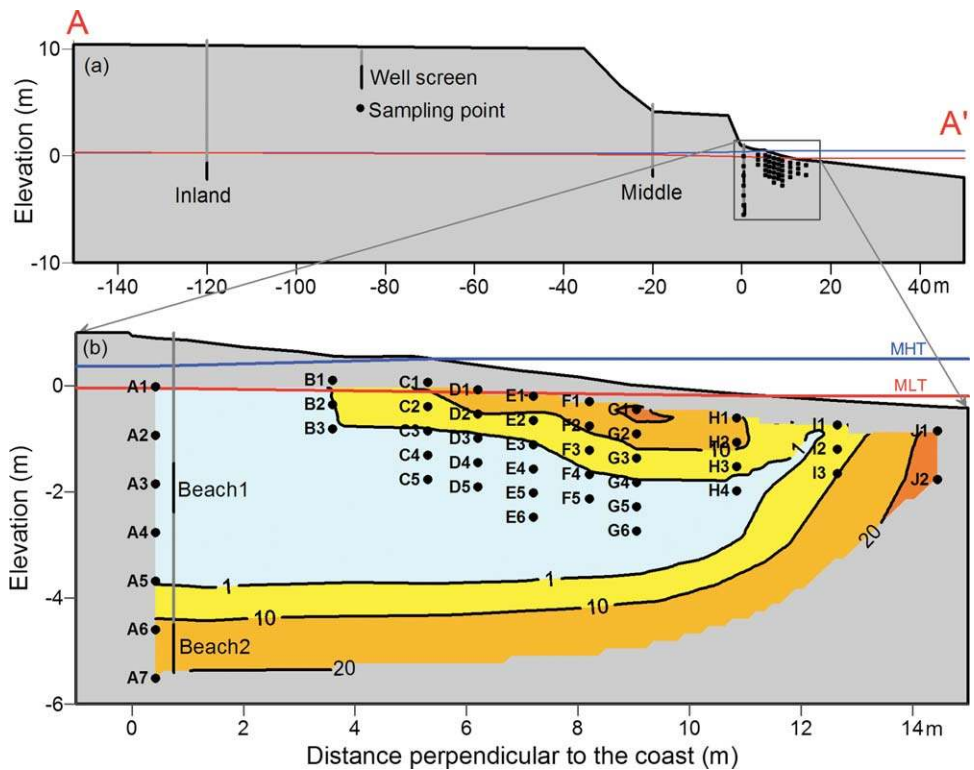 A
10
(a)
Well screen
Sampling point
A'
0
Inland
Middle
-10
Elevation (m)
-140 -120 -100 -80 -60 -40 -20 0 20 40m
(b)
MHT
MLT
0
A1 B1 C1 D1 E1 F1 G1 H1 I1 J1
A2 B2 C2 D2 E2 F2 G2 H2 10 1 I2
B3 C3 D3 E3 F3 G3 H3 I3
A3 C4 D4 E4 F4 G4 H4 J2
-2
C5 D5 E5 F5 G5
Beach1
E6 G6
A4
20
A5 1 1
-4
10 10
A6
Beach2
A7 20
-6
Elevation (m)
0 2 4 6 8 10 12 14m
Distance perpendicular to the coast (m)